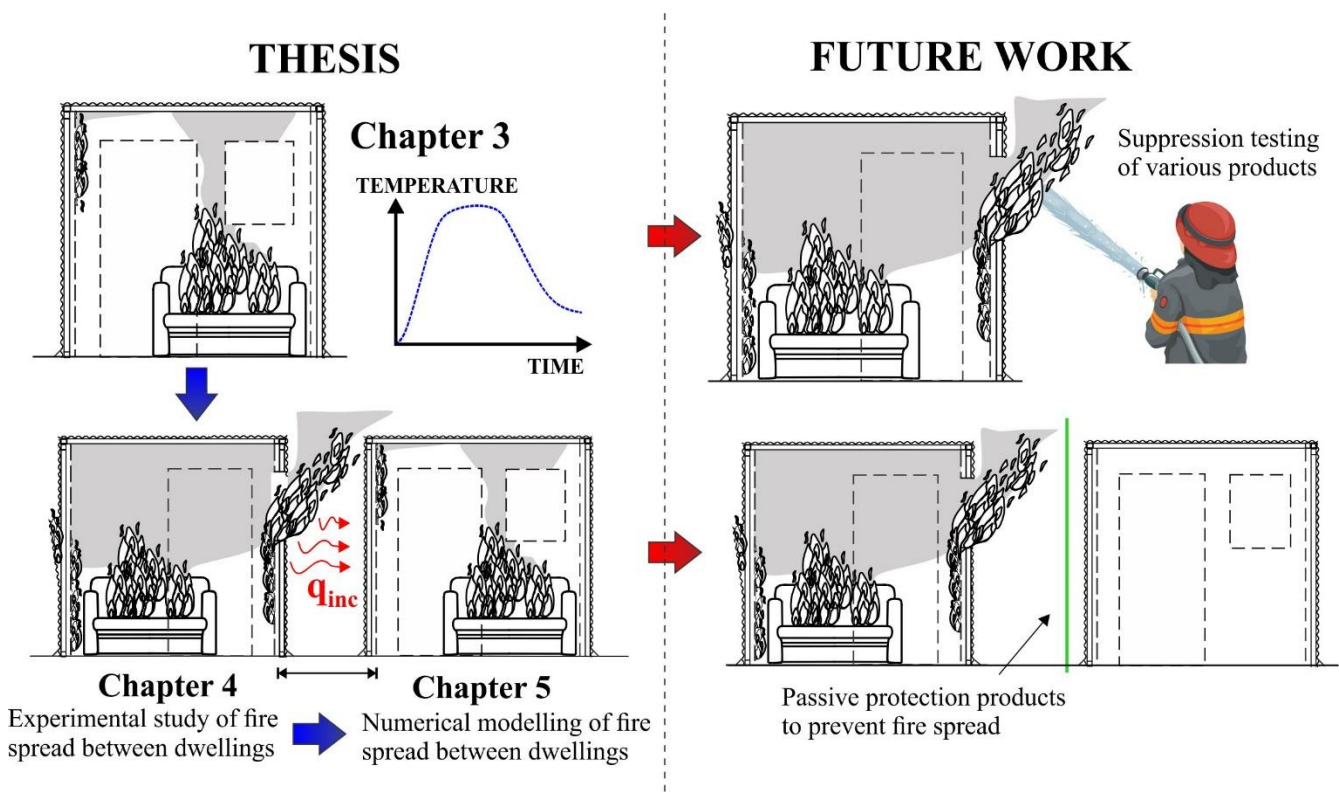 THESIS
Chapter 3
TEMPERATURE
TIME
q_inc
Chapter 4
Experimental study of fire
spread between dwellings
Chapter 5
Numerical modelling of fire
spread between dwellings
FUTURE WORK
Suppression testing
of various products
Passive protection products
to prevent fire spread